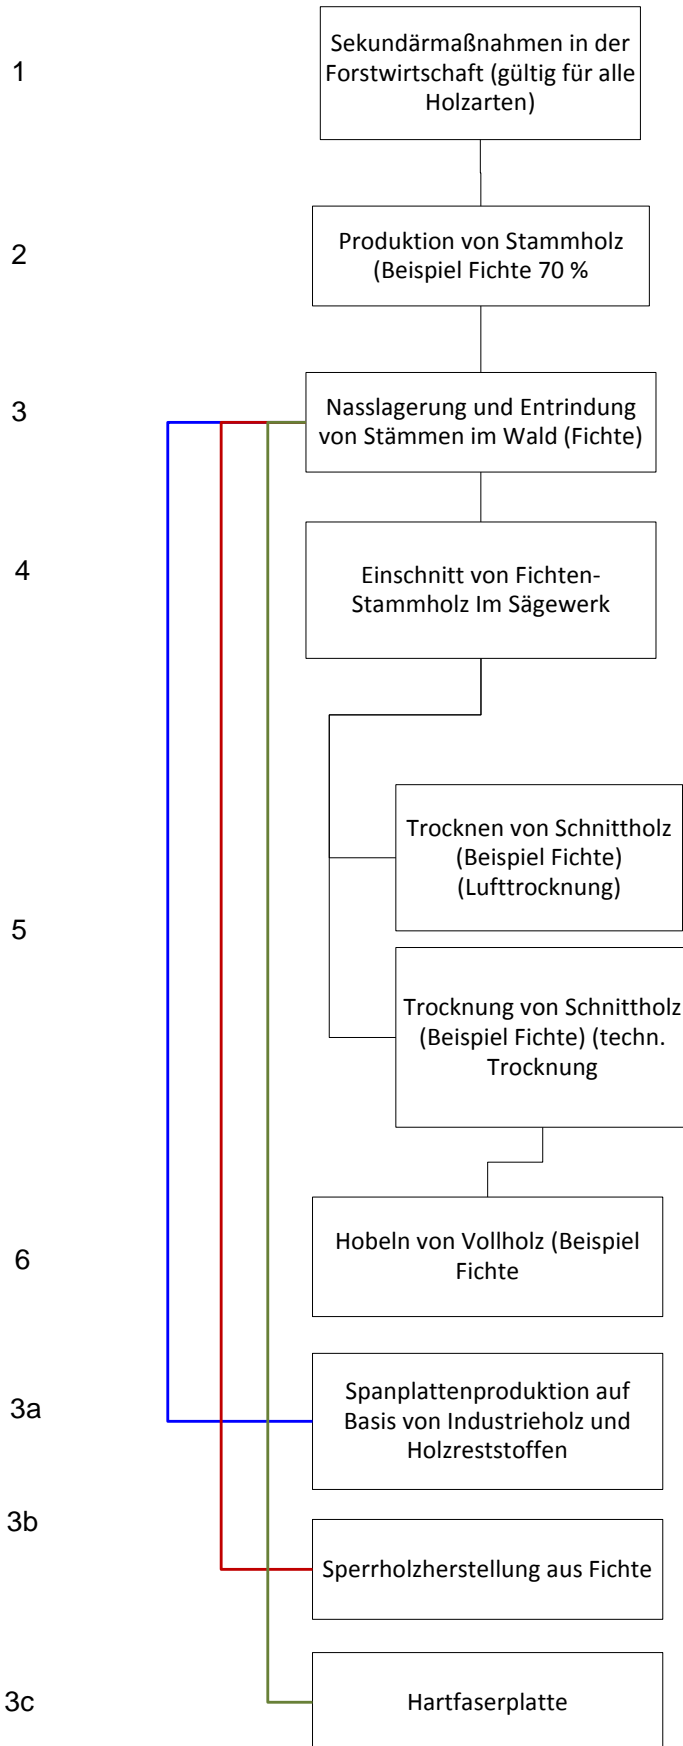 1
Sekundärmaßnahmen in der
Forstwirtschaft (gültig für alle
Holzarten)
2
Produktion von Stammholz
(Beispiel Fichte 70 %
3
Nasslagerung und Entrindung
von Stämmen im Wald (Fichte)
4
Einschnitt von Fichten-
Stammholz Im Sägewerk
5
Trocknen von Schnittholz
(Beispiel Fichte)
(Lufttrocknung)
Trocknung von Schnittholz
(Beispiel Fichte) (techn.
Trocknung
6
Hobeln von Vollholz (Beispiel
Fichte
3a
Spanplattenproduktion auf
Basis von Industrieholz und
Holzreststoffen
3b
Sperrholzherstellung aus Fichte
3c
Hartfaserplatte